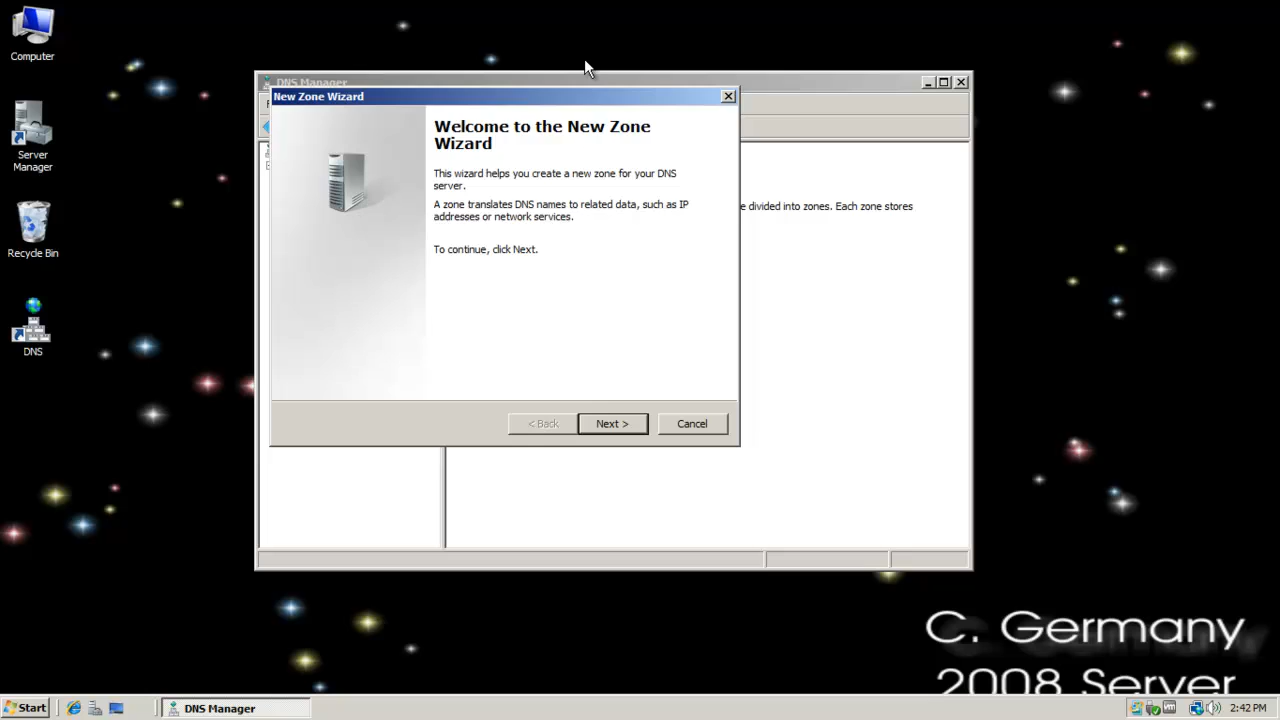 Computer
Server
Manager
Recycle Bin
DNS
DNS Manager
New Zone Wizard
Welcome to the New Zone
Wizard
This wizard helps you create a new zone for your DNS
server.
A zone translates DNS names to related data, such as IP
addresses or network services.
To continue, click Next.
< Back
Next >
Cancel
e divided into zones. Each zone stores
C. Germany
2008 Server
Start
DNS Manager
2:42 PM